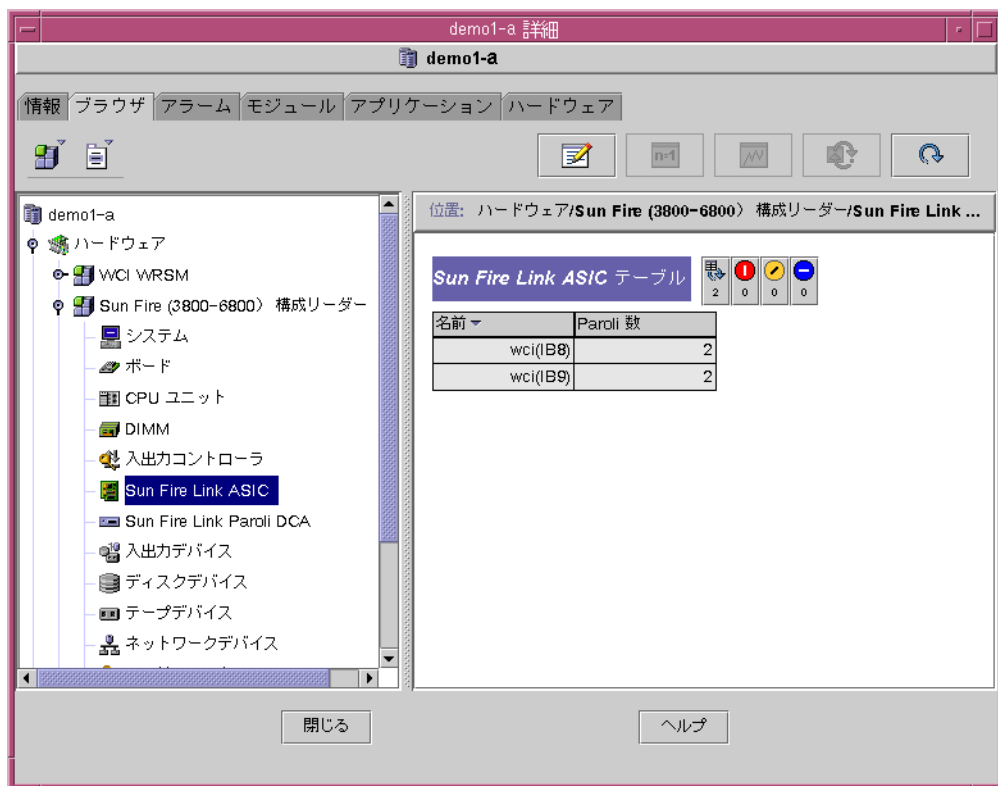 demo1-a 詳細
demo1-a
情報 ブラウザ アラーム モジュール アプリケーション ハードウェア
n=1
demo1-a
ハードウェア
WCI WRSM
Sun Fire (3800-6800) 構成リーダー
システム
ボード
CPU ユニット
DIMM
入出力コントローラ
Sun Fire Link ASIC
Sun Fire Link Paroli DCA
入出力デバイス
ディスクデバイス
テープデバイス
ネットワークデバイス
位置: ハードウェア/Sun Fire (3800-6800) 構成リーダー/Sun Fire Link ...
Sun Fire Link ASIC テーブル
2 0 0 0
名前 Paroli 数
wci(IB8) 2
wci(IB9) 2
閉じる ヘルプ